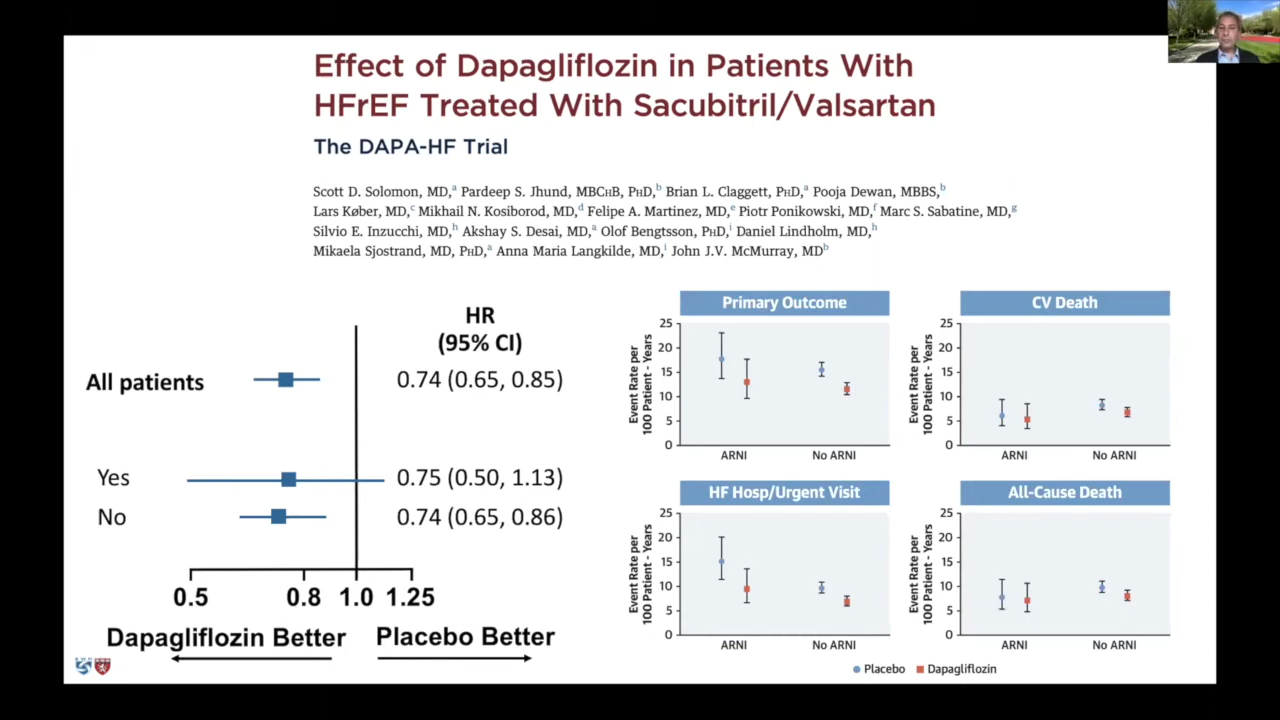 Effect of Dapagliflozin in Patients With
HFrEF Treated With Sacubitril/Valsartan
The DAPA-HF Trial
Scott D. Solomon, MD,a Pardeep S. Jhund, MBCHB, PHD,b Brian L. Claggett, PHD,a Pooja Dewan, MBBS,b
Lars Køber, MD,c Mikhail N. Kosiborod, MD,d Felipe A. Martinez, MD,e Piotr Ponikowski, MD,f Marc S. Sabatine, MD,g
Silvio E. Inzucchi, MD,h Akshay S. Desai, MD,a Olof Bengtsson, PHD,i Daniel Lindholm, MD,h
Mikaela Sjostrand, MD, PHD,a Anna Maria Langkilde, MD,i John J.V. McMurray, MDb
HR
(95% CI)
All patients 0.74 (0.65, 0.85)
Yes 0.75 (0.50, 1.13)
No 0.74 (0.65, 0.86)
0.5 0.8 1.0 1.25
Dapagliflozin Better Placebo Better
Primary Outcome
Event Rate per
100 Patient - Years
25
20
15
10
5
0
ARNI No ARNI
CV Death
Event Rate per
100 Patient - Years
25
20
15
10
5
0
ARNI No ARNI
HF Hosp/Urgent Visit
Event Rate per
100 Patient - Years
25
20
15
10
5
0
ARNI No ARNI
All-Cause Death
Event Rate per
100 Patient - Years
25
20
15
10
5
0
ARNI No ARNI
Placebo Dapagliflozin